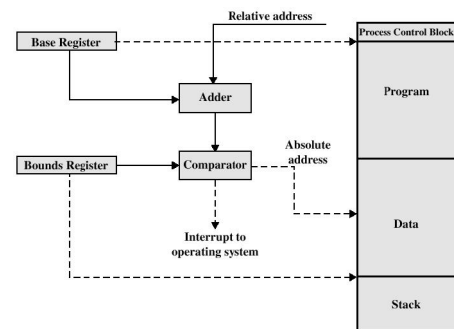 Relative address
Process Control Block
Base Register
Adder
Program
Bounds Register
Comparator
Absolute
address
Interrupt to
operating system
Data
Stack